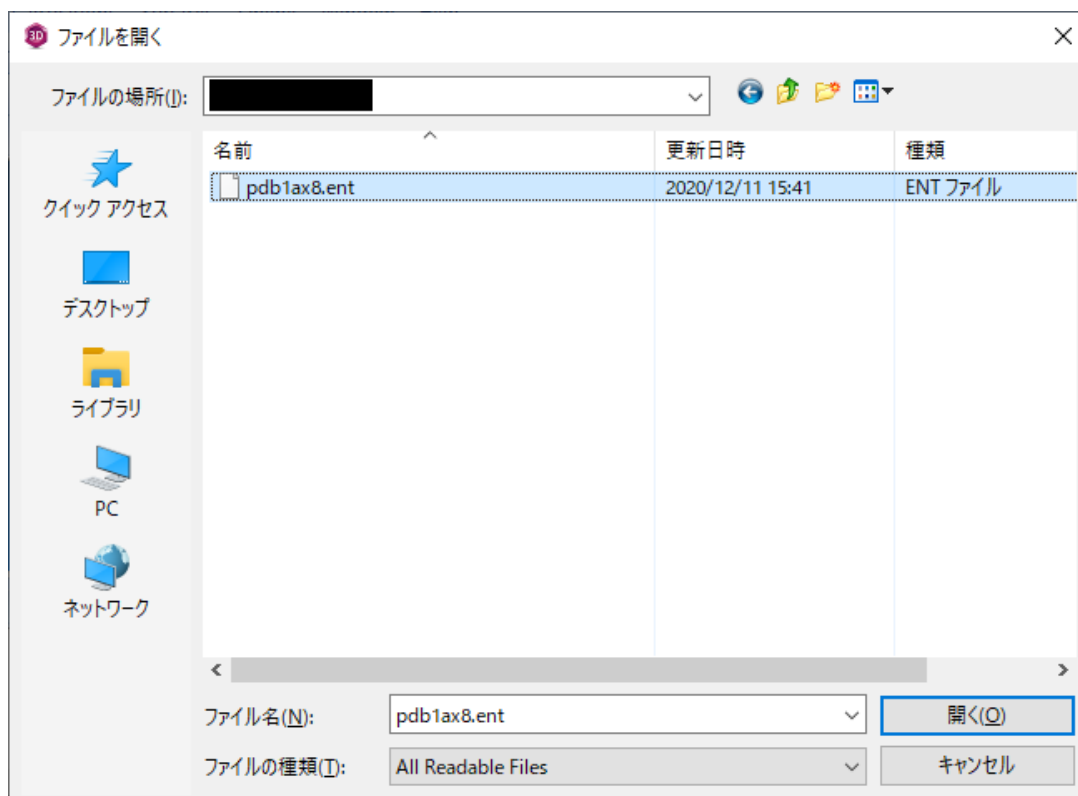 3D ファイルを開く
ファイルの場所(I):
名前 更新日時 種類
pdb1ax8.ent 2020/12/11 15:41 ENT ファイル
クイック アクセス
デスクトップ
ライブラリ
PC
ネットワーク
ファイル名(N): pdb1ax8.ent 開く(O)
ファイルの種類(T): All Readable Files キャンセル